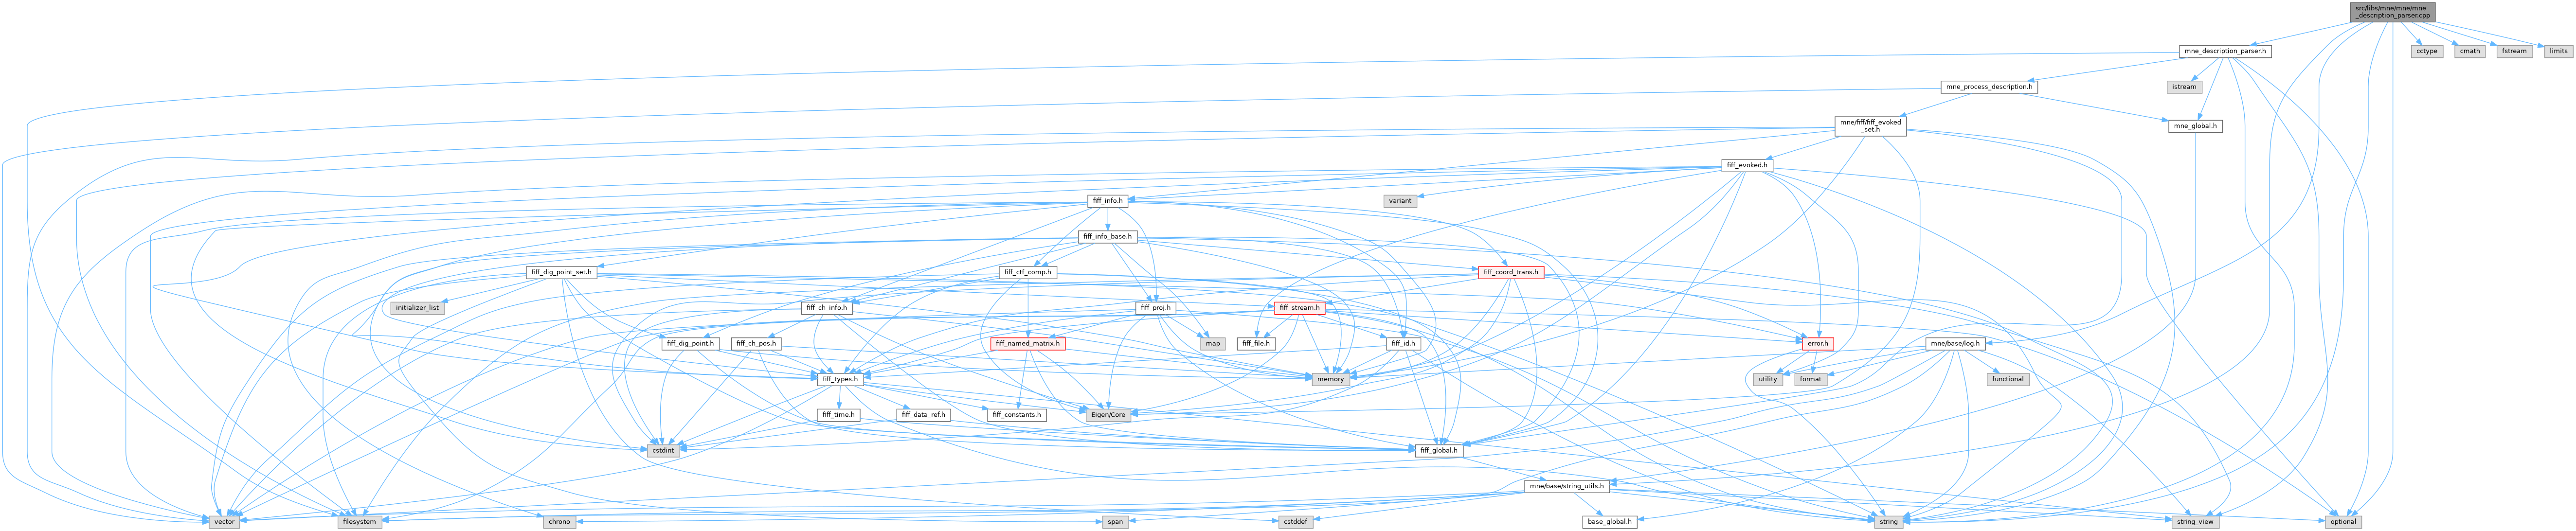 src/libs/mne/mne/mne
_description_parser.cpp
mne_description_parser.h
cctype
cmath
fstream
limits
mne_process_description.h
istream
mne/fiff/fiff_evoked
_set.h
mne_global.h
fiff_evoked.h
fiff_info.h
variant
fiff_info_base.h
fiff_dig_point_set.h
fiff_ctf_comp.h
fiff_coord_trans.h
initializer_list
fiff_ch_info.h
fiff_proj.h
fiff_stream.h
fiff_dig_point.h
fiff_ch_pos.h
fiff_named_matrix.h
map
fiff_file.h
fiff_id.h
error.h
mne/base/log.h
fiff_types.h
memory
utility
format
functional
fiff_time.h
fiff_data_ref.h
fiff_constants.h
Eigen/Core
cstdint
fiff_global.h
mne/base/string_utils.h
vector
filesystem
chrono
span
cstddef
base_global.h
string
string_view
optional